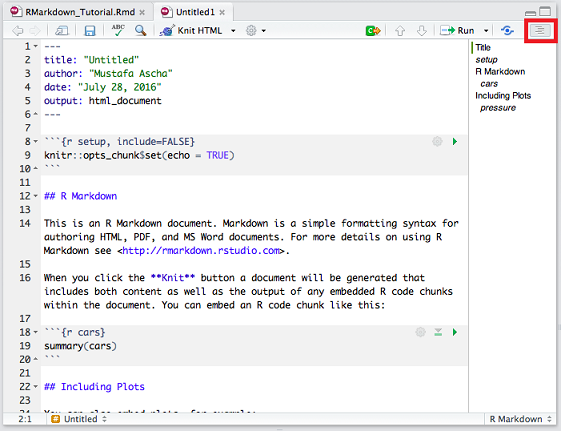 RMarkdown_Tutorial.Rmd × Untitled1 ×
ABC Knit HTML Run
1 ---
2 title: "Untitled"
3 author: "Mustafa Ascha"
4 date: "July 28, 2016"
5 output: html_document
6 ---
7
8 ```{r setup, include=FALSE}
9 knitr::opts_chunk$set(echo = TRUE)
10 ```
11
12 ## R Markdown
13
14 This is an R Markdown document. Markdown is a simple formatting syntax for
authoring HTML, PDF, and MS Word documents. For more details on using R
Markdown see <http://rmarkdown.rstudio.com>.
15
16 When you click the **Knit** button a document will be generated that
includes both content as well as the output of any embedded R code chunks
within the document. You can embed an R code chunk like this:
17
18 ```{r cars}
19 summary(cars)
20 ```
21
22 ## Including Plots
23
Title
setup
R Markdown
cars
Including Plots
pressure
2:1 # Untitled R Markdown